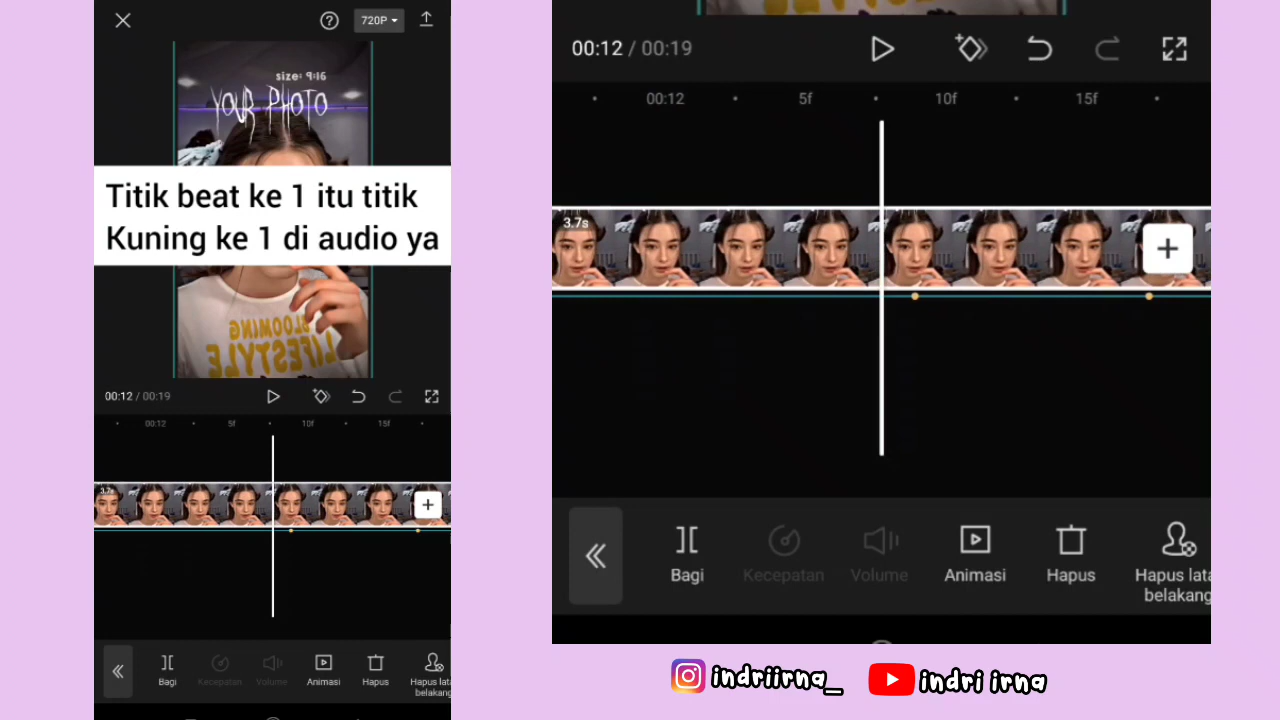 720P
size: 9:16
YOUR PHOTO
Titik beat ke 1 itu titik
Kuning ke 1 di audio ya
BLOOMING
LIFESTYLE
00:12 / 00:19
00:12 5f 10f 15f
3.7s
Bagi Kecepatan Volume Animasi Hapus Hapus lata
belakang
00:12 / 00:19
00:12 5f 10f 15f
3.7s
Bagi Kecepatan Volume Animasi Hapus Hapus lata
belakang
indriirna_ indri irna